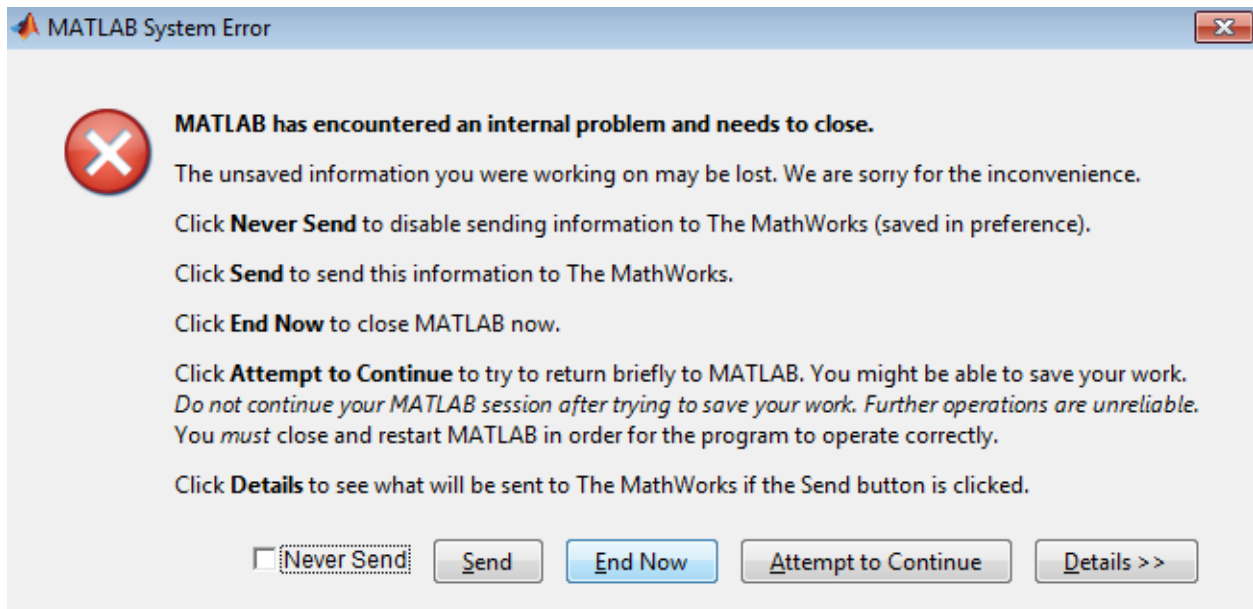 MATLAB System Error
MATLAB has encountered an internal problem and needs to close.
The unsaved information you were working on may be lost. We are sorry for the inconvenience.
Click Never Send to disable sending information to The MathWorks (saved in preference).
Click Send to send this information to The MathWorks.
Click End Now to close MATLAB now.
Click Attempt to Continue to try to return briefly to MATLAB. You might be able to save your work.
Do not continue your MATLAB session after trying to save your work. Further operations are unreliable.
You must close and restart MATLAB in order for the program to operate correctly.
Click Details to see what will be sent to The MathWorks if the Send button is clicked.
Never Send Send End Now Attempt to Continue Details >>